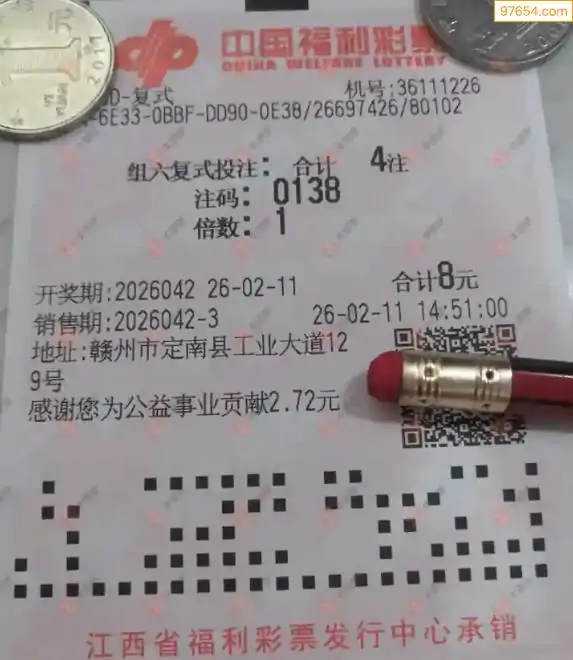 97654.com
中国福利彩票
CHINA WELFARE LOTTERY
D-复式 机号:36111226
-6E33-0BBF-DD90-0E38/26697426/80102
组六复式投注: 合计 4注
注码: 0138
倍数: 1
开奖期:2026042 26-02-11 合计8元
销售期:2026042-3 26-02-11 14:51:00
地址:赣州市定南县工业大道12
9号
感谢您为公益事业贡献2.72元
江西省福利彩票发行中心承销